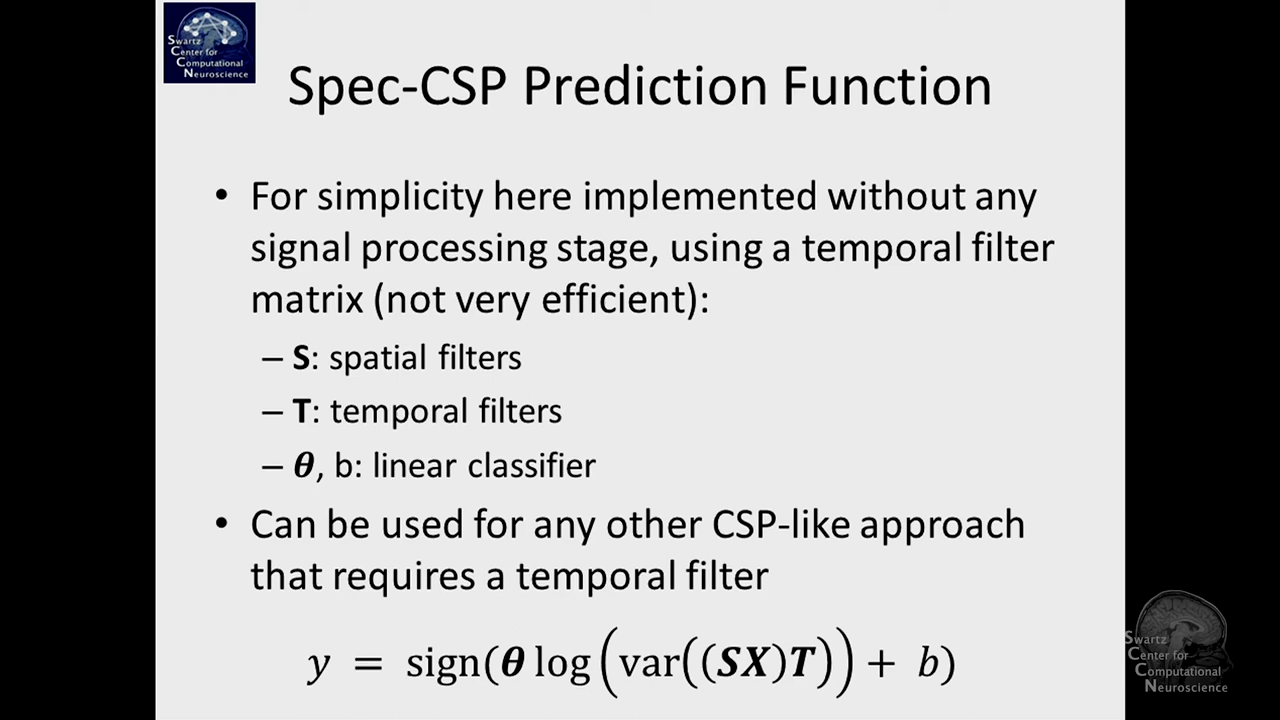 Swartz
Center for
Computational
Neuroscience
Spec-CSP Prediction Function
• For simplicity here implemented without any
signal processing stage, using a temporal filter
matrix (not very efficient):
– S: spatial filters
– T: temporal filters
– θ, b: linear classifier
• Can be used for any other CSP-like approach
that requires a temporal filter
y = sign(θ log(var((SX)T)) + b)
Swartz
Center for
Computational
Neuroscience